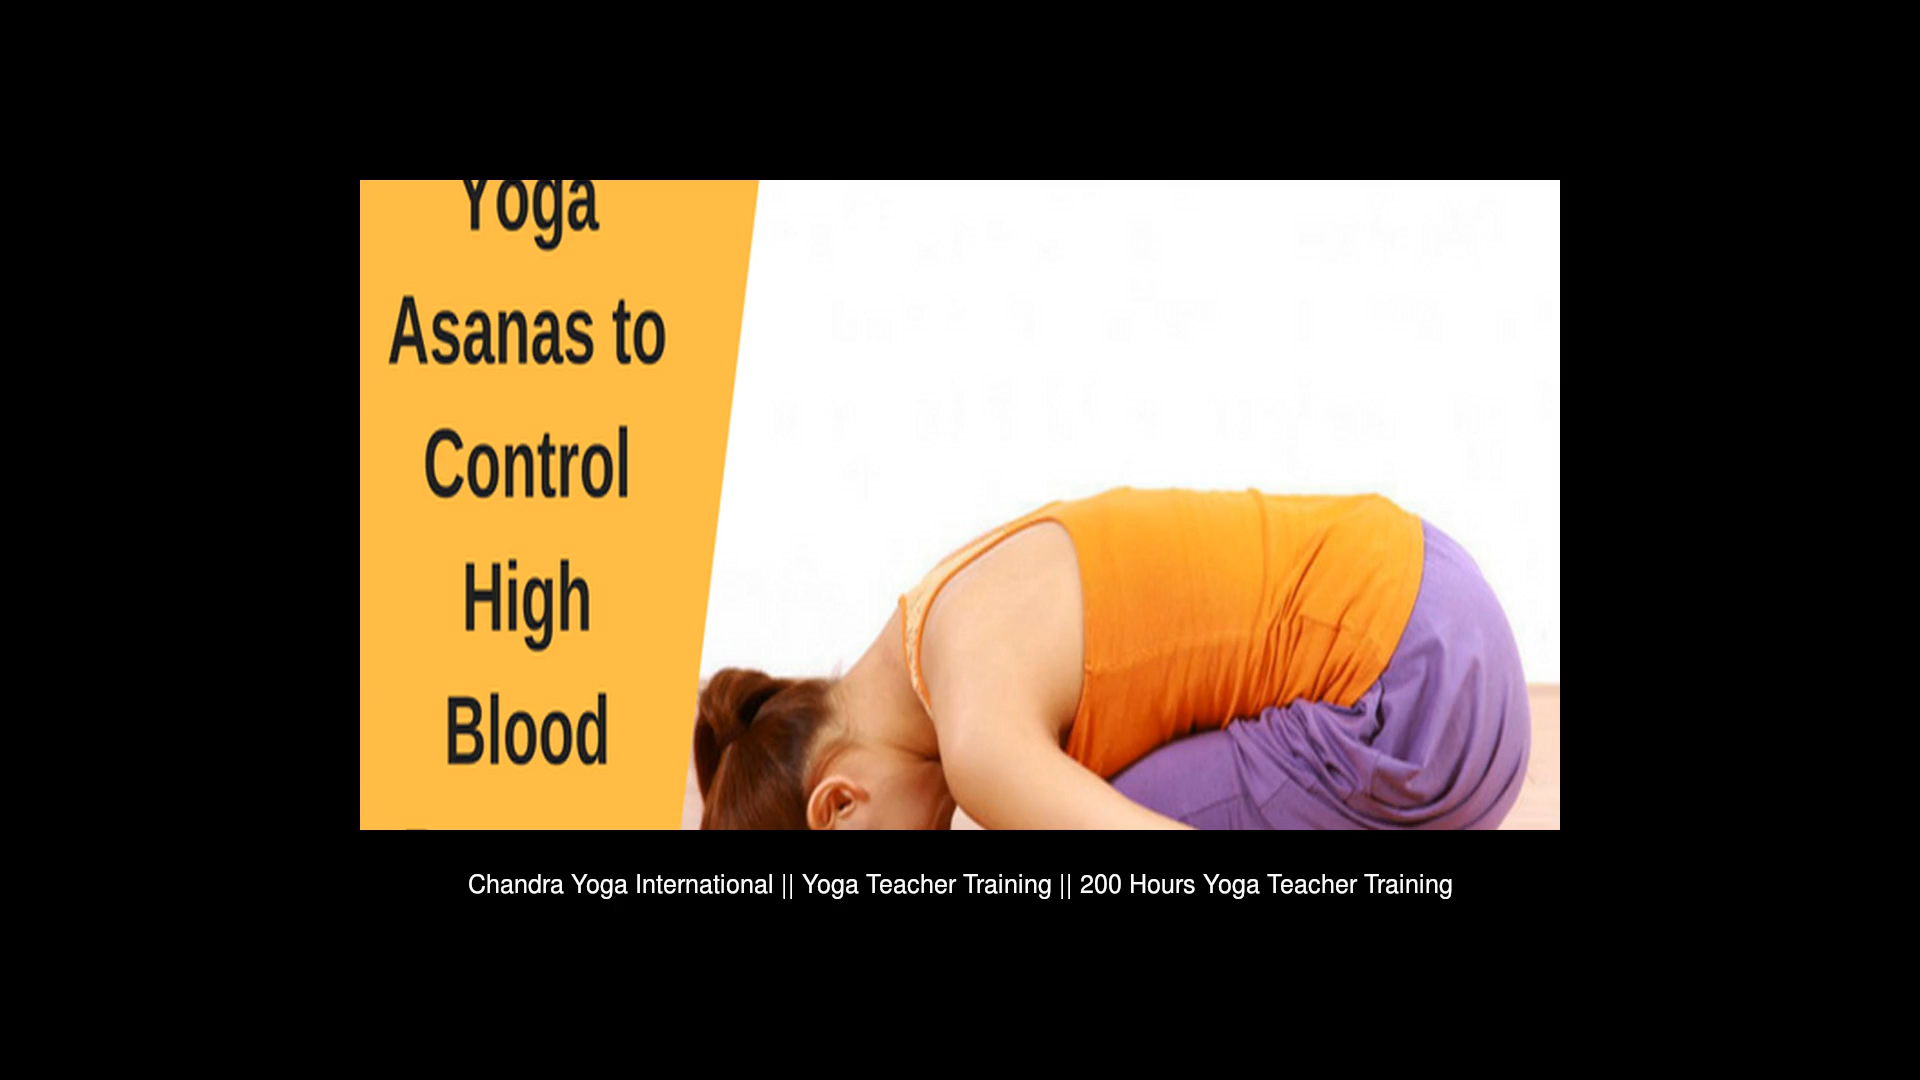 Yoga
Asanas to
Control
High
Blood
Chandra Yoga International || Yoga Teacher Training || 200 Hours Yoga Teacher Training